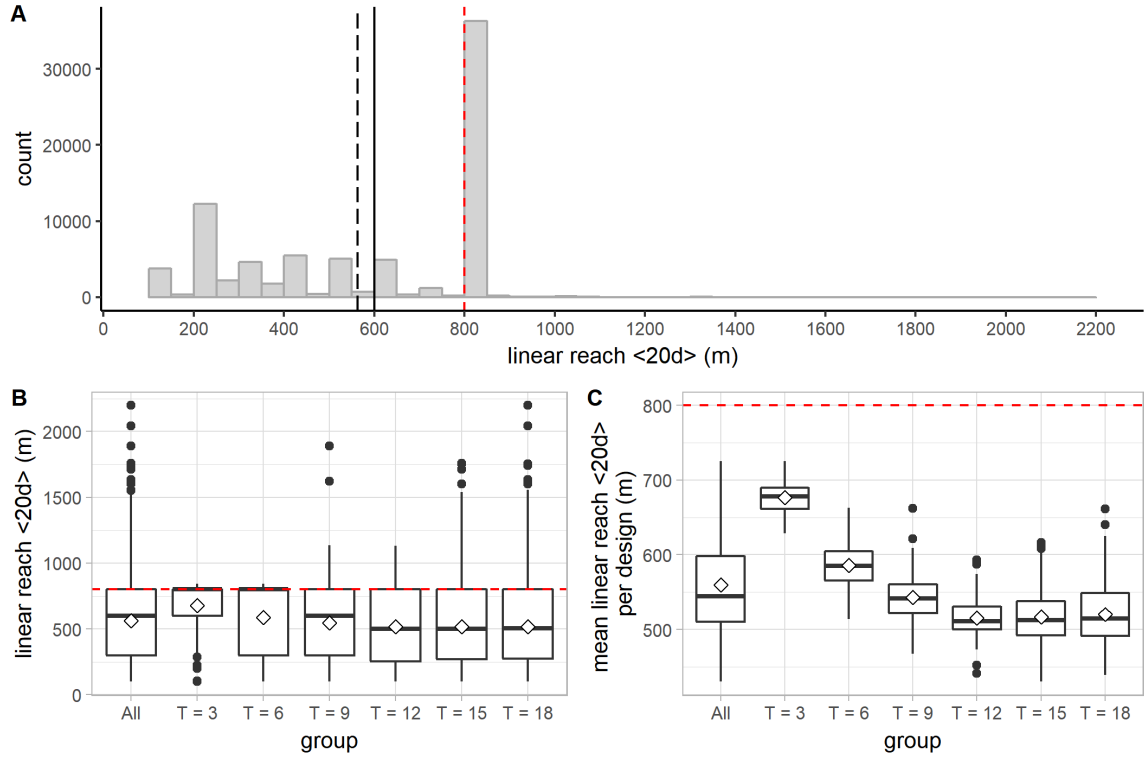 A
count
30000
20000
10000
0
0 200 400 600 800 1000 1200 1400 1600 1800 2000 2200
linear reach <20d> (m)
B
linear reach <20d> (m)
2000
1500
1000
500
0
All T = 3 T = 6 T = 9 T = 12 T = 15 T = 18
group
C
mean linear reach <20d>
per design (m)
800
700
600
500
All T = 3 T = 6 T = 9 T = 12 T = 15 T = 18
group